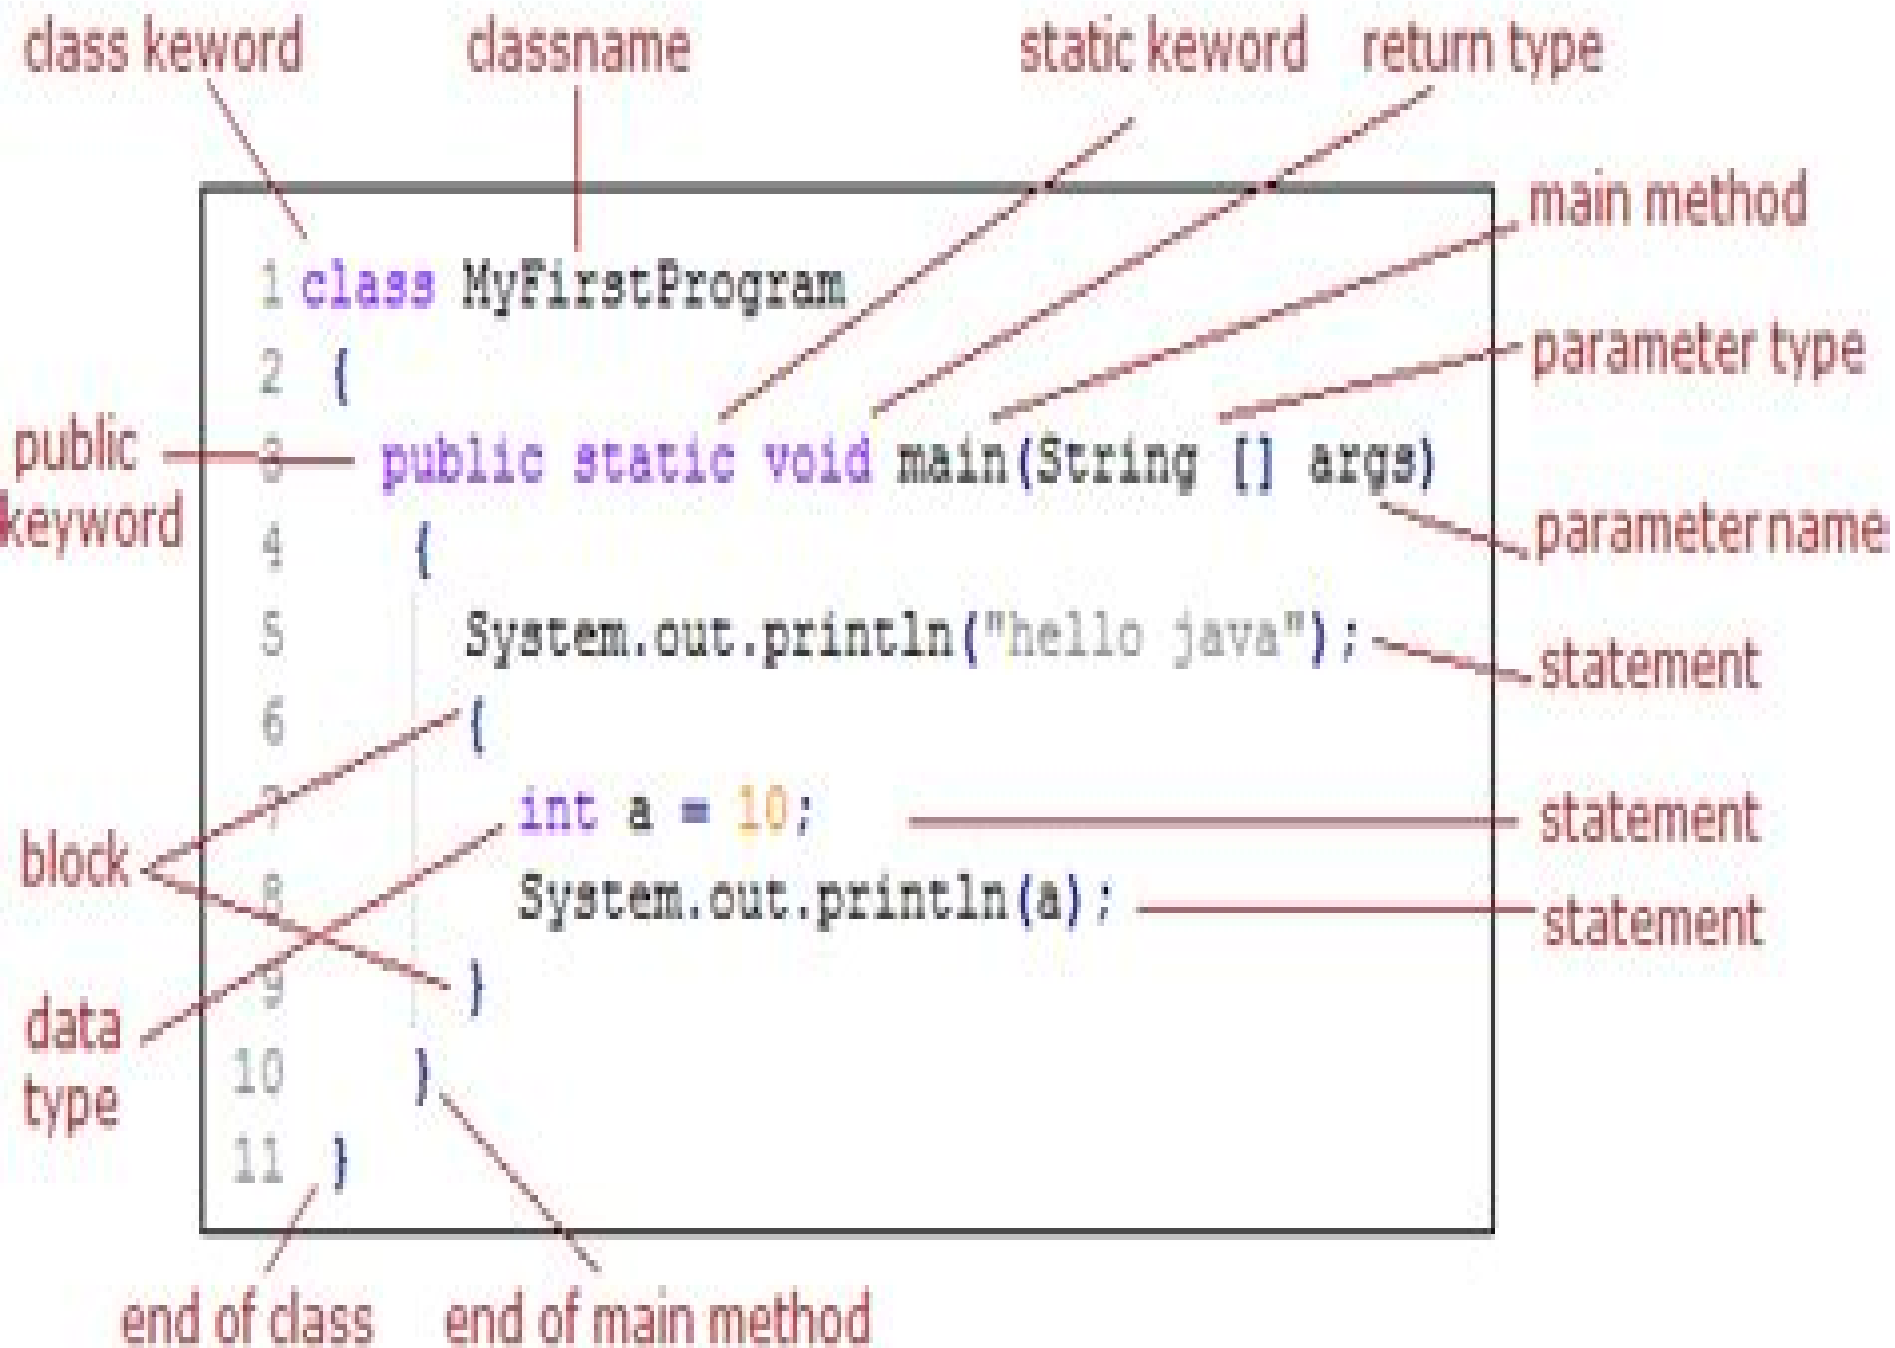 class keword
classname
static keword
return type
main method
parameter type
parameter name
statement
statement
statement
public
keyword
block
data
type
end of class
end of main method
1 class MyFirstProgram
2 {
3 public static void main(String [] args)
4 {
5 System.out.println("hello java");
6 {
7 int a = 10;
8 System.out.println(a);
9 }
10 }
11 }